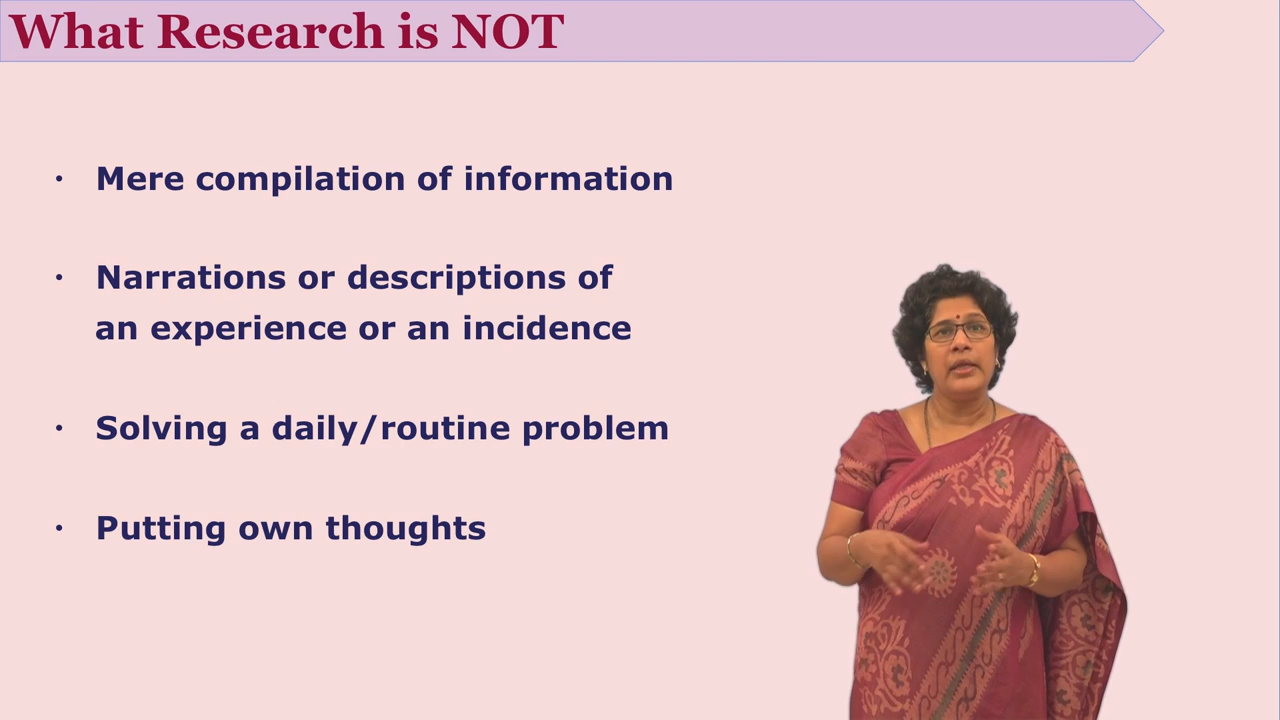 What Research is NOT
· Mere compilation of information
· Narrations or descriptions of
an experience or an incidence
· Solving a daily/routine problem
· Putting own thoughts